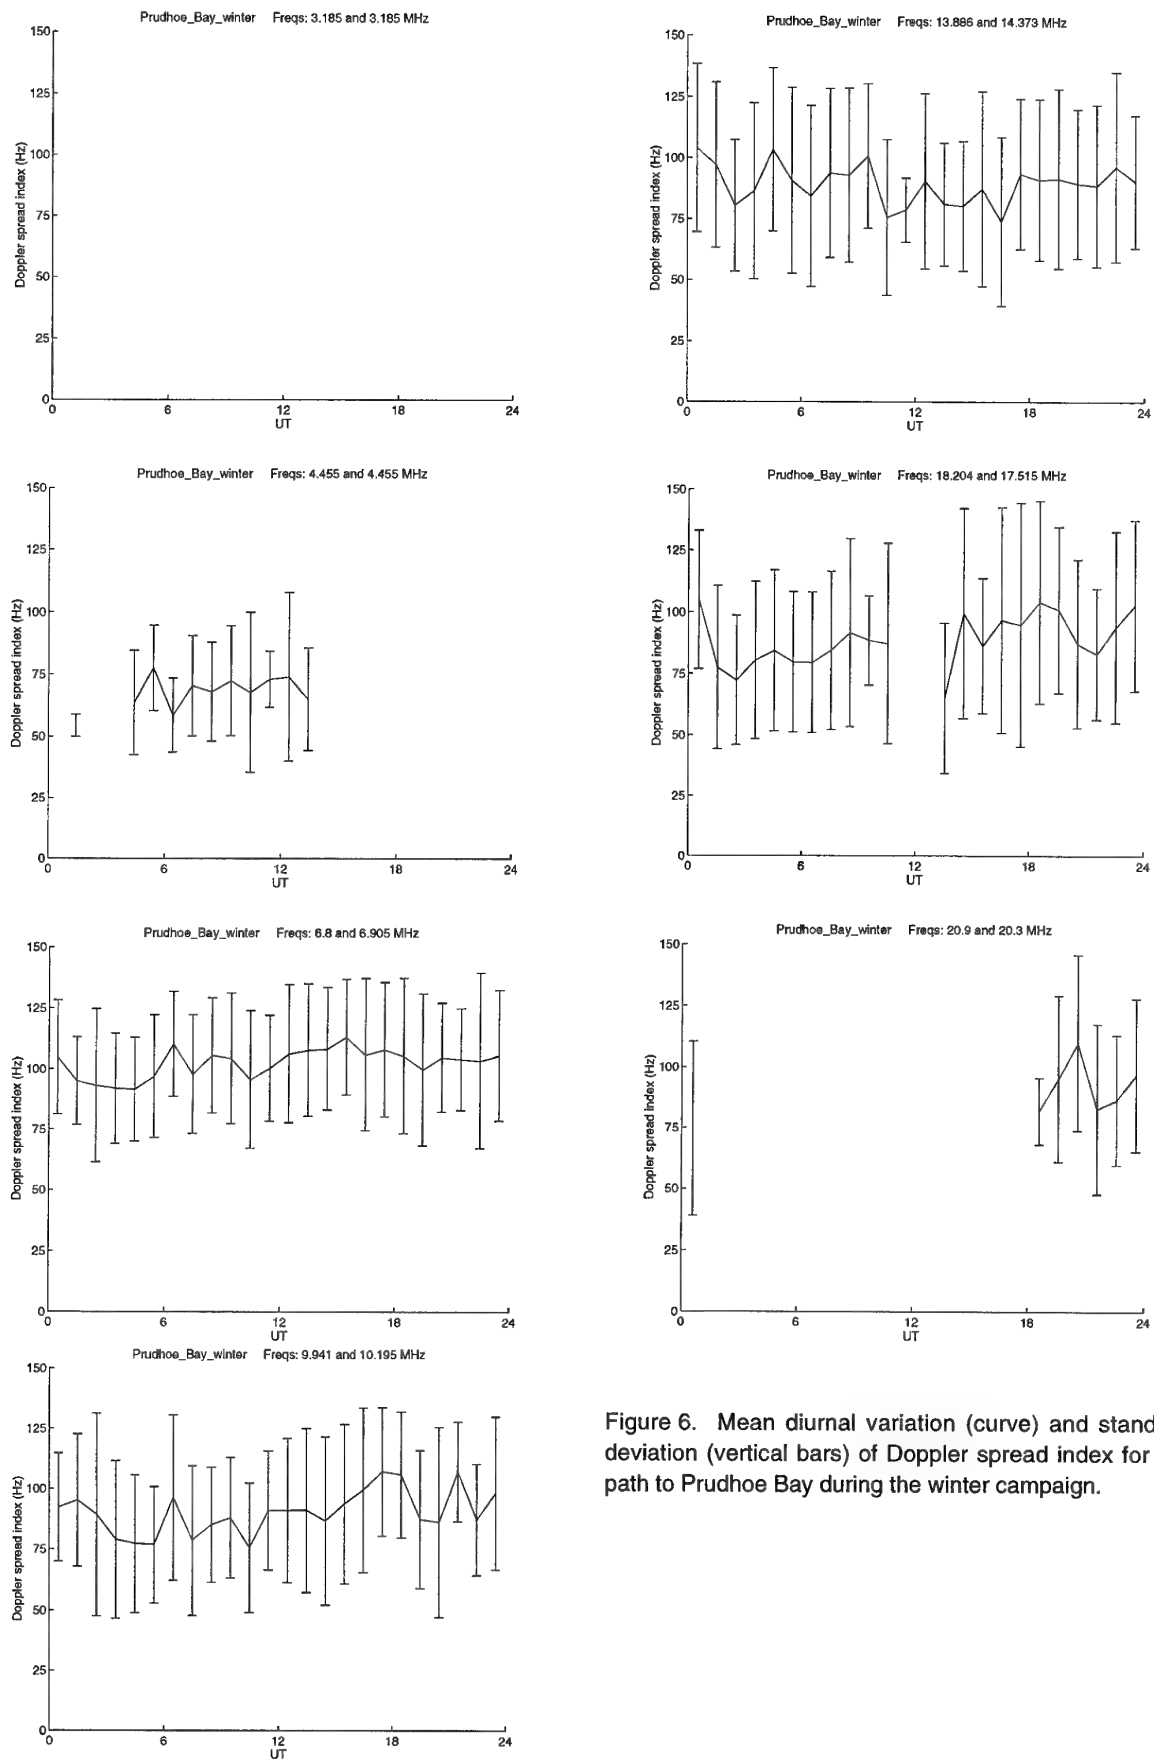 Prudhoe_Bay_winter Freqs: 3.185 and 3.185 MHz
150
125
100
75
50
25
0
Doppler spread index (Hz)
0 6 12 18 24
UT
Prudhoe_Bay_winter Freqs: 4.455 and 4.455 MHz
150
125
100
75
50
25
0
Doppler spread index (Hz)
0 6 12 18 24
UT
Prudhoe_Bay_winter Freqs: 6.8 and 6.905 MHz
150
125
100
75
50
25
0
Doppler spread index (Hz)
0 6 12 18 24
UT
Prudhoe_Bay_winter Freqs: 9.941 and 10.195 MHz
150
125
100
75
50
25
0
Doppler spread index (Hz)
0 6 12 18 24
UT
Prudhoe_Bay_winter Freqs: 13.886 and 14.373 MHz
150
125
100
75
50
25
0
Doppler spread index (Hz)
0 6 12 18 24
UT
Prudhoe_Bay_winter Freqs: 18.204 and 17.515 MHz
150
125
100
75
50
25
0
Doppler spread index (Hz)
0 6 12 18 24
UT
Prudhoe_Bay_winter Freqs: 20.9 and 20.3 MHz
150
125
100
75
50
25
0
Doppler spread index (Hz)
0 6 12 18 24
UT
Figure 6. Mean diurnal variation (curve) and stand
deviation (vertical bars) of Doppler spread index for
path to Prudhoe Bay during the winter campaign.